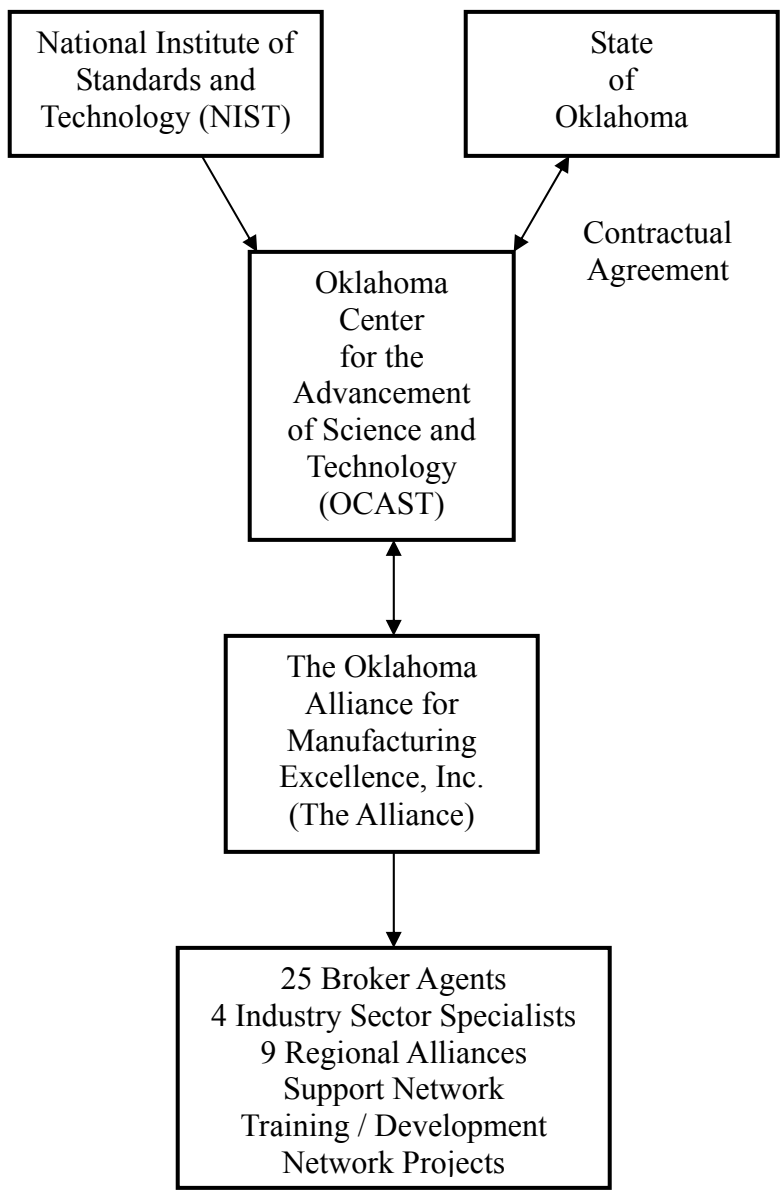 National Institute of
Standards and
Technology (NIST)
State
of
Oklahoma
Contractual
Agreement
Oklahoma
Center
for the
Advancement
of Science and
Technology
(OCAST)
The Oklahoma
Alliance for
Manufacturing
Excellence, Inc.
(The Alliance)
25 Broker Agents
4 Industry Sector Specialists
9 Regional Alliances
Support Network
Training / Development
Network Projects